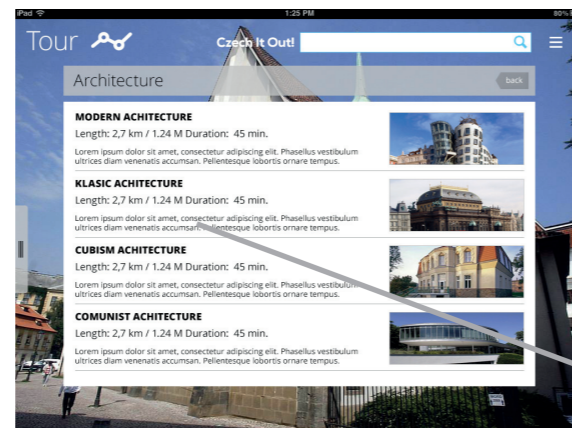 iPad 1:25 PM 80%
Tour Czech It Out!
Architecture back
MODERN ACHITECTURE
Length: 2,7 km / 1.24 M Duration: 45 min.
Lorem ipsum dolor sit amet, consectetur adipiscing elit. Phasellus vestibulum
ultrices diam venenatis accumsan. Pellentesque lobortis ornare tempus.
KLASIC ACHITECTURE
Length: 2,7 km / 1.24 M Duration: 45 min.
Lorem ipsum dolor sit amet, consectetur adipiscing elit. Phasellus vestibulum
ultrices diam venenatis accumsan. Pellentesque lobortis ornare tempus.
CUBISM ACHITECTURE
Length: 2,7 km / 1.24 M Duration: 45 min.
Lorem ipsum dolor sit amet, consectetur adipiscing elit. Phasellus vestibulum
ultrices diam venenatis accumsan. Pellentesque lobortis ornare tempus.
COMUNIST ACHITECTURE
Length: 2,7 km / 1.24 M Duration: 45 min.
Lorem ipsum dolor sit amet, consectetur adipiscing elit. Phasellus vestibulum
ultrices diam venenatis accumsan. Pellentesque lobortis ornare tempus.